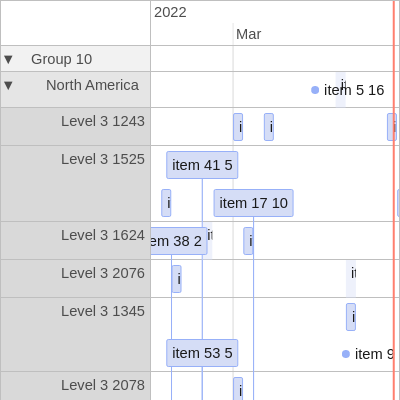 2022
Mar
▼ Group 10
▼ North America
item 5 16
Level 3 1243
Level 3 1525
item 41 5
item 17 10
Level 3 1624
em 38 2
Level 3 2076
Level 3 1345
item 53 5
item 9
Level 3 2078